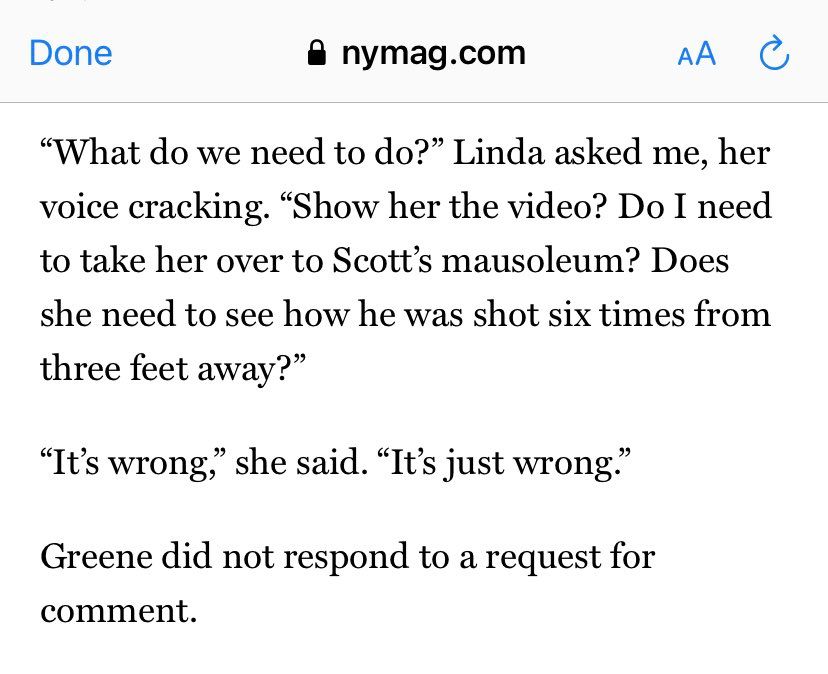 Done nymag.com AA
“What do we need to do?” Linda asked me, her
voice cracking. “Show her the video? Do I need
to take her over to Scott’s mausoleum? Does
she need to see how he was shot six times from
three feet away?”
“It’s wrong,” she said. “It’s just wrong.”
Greene did not respond to a request for
comment.